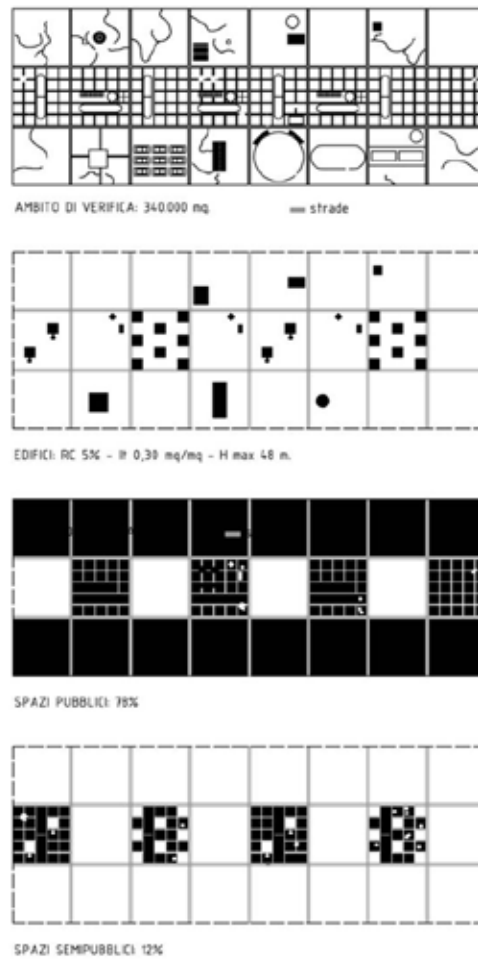 AMBITO DI VERIFICA: 340.000 mq.
strade
EDIFICI: RC 5% - It 0,30 mq/mq - H max 48 m.
SPAZI PUBBLICI: 78%
SPAZI SEMIPUBBLICI: 12%